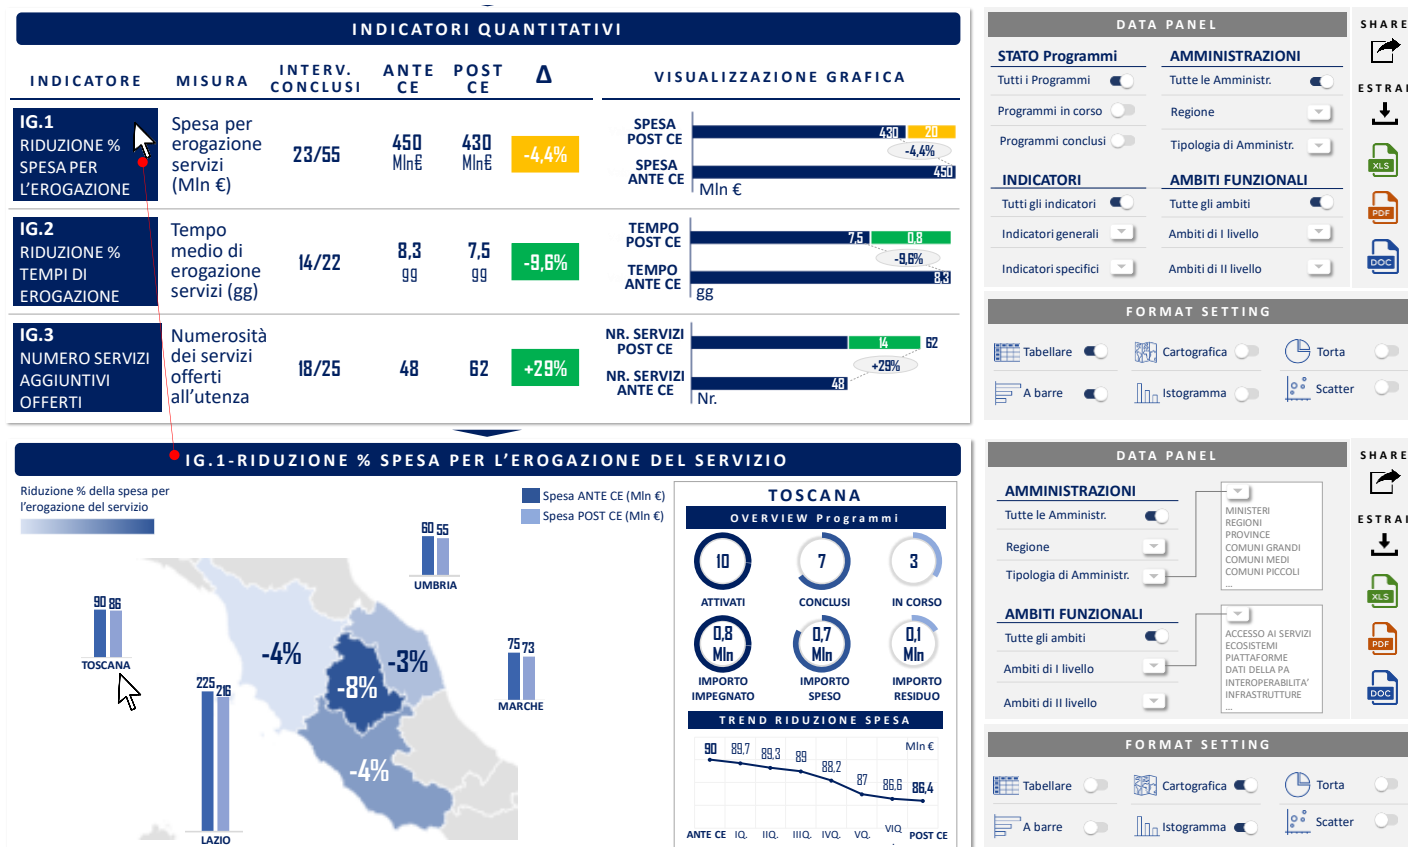 INDICATORI QUANTITATIVI
INDICATORE
MISURA
INTERV.
CONCLUSI
ANTE
CE
POST
CE
Δ
VISUALIZZAZIONE GRAFICA
IG.1
RIDUZIONE %
SPESA PER
L'EROGAZIONE
Spesa per
erogazione
servizi
(Mln €)
23/55
450
Mln€
430
Mln€
-4,4%
SPESA
POST CE
SPESA
ANTE CE
430
20
-4,4%
450
Mln €
IG.2
RIDUZIONE %
TEMPI DI
EROGAZIONE
Tempo
medio di
erogazione
servizi (gg)
14/22
8,3
gg
7,5
gg
-9,6%
TEMPO
POST CE
TEMPO
ANTE CE
7,5
0,8
-9,6%
8,3
gg
IG.3
NUMERO SERVIZI
AGGIUNTIVI
OFFERTI
Numerosità
dei servizi
offerti
all'utenza
18/25
48
62
+29%
NR. SERVIZI
POST CE
NR. SERVIZI
ANTE CE
14
62
+29%
48
Nr.
DATA PANEL
STATO Programmi
Tutti i Programmi
Programmi in corso
Programmi conclusi
AMMINISTRAZIONI
Tutte le Amministr.
Regione
Tipologia di Amministr.
INDICATORI
Tutti gli indicatori
Indicatori generali
Indicatori specifici
AMBITI FUNZIONALI
Tutte gli ambiti
Ambiti di I livello
Ambiti di II livello
SHARE
ESTRAI
XLS
PDF
DOC
FORMAT SETTING
Tabellare
Cartografica
Torta
A barre
Istogramma
Scatter
IG.1-RIDUZIONE % SPESA PER L'EROGAZIONE DEL SERVIZIO
Riduzione % della spesa per
l'erogazione del servizio
Spesa ANTE CE (Mln €)
Spesa POST CE (Mln €)
60 55
UMBRIA
90 86
TOSCANA
75 73
MARCHE
225 216
LAZIO
-4%
-3%
-8%
-4%
TOSCANA
OVERVIEW Programmi
10
7
3
ATTIVATI
CONCLUSI
IN CORSO
0,8
Mln
0,7
Mln
0,1
Mln
IMPORTO
IMPEGNATO
IMPORTO
SPESO
IMPORTO
RESIDUO
TREND RIDUZIONE SPESA
Mln €
90 89,7 89,3 89 88,2 87 86,6 86,4
ANTE CE IQ. IIQ. IIIQ. IVQ. VQ. VIQ
. POST CE
DATA PANEL
AMMINISTRAZIONI
Tutte le Amministr.
Regione
Tipologia di Amministr.
MINISTERI
REGIONI
PROVINCE
COMUNI GRANDI
COMUNI MEDI
COMUNI PICCOLI
...
AMBITI FUNZIONALI
Tutte gli ambiti
Ambiti di I livello
Ambiti di II livello
ACCESSO AI SERVIZI
ECOSISTEMI
PIATTAFORME
DATI DELLA PA
INTEROPERABILITA'
INFRASTRUTTURE
...
SHARE
ESTRAI
XLS
PDF
DOC
FORMAT SETTING
Tabellare
Cartografica
Torta
A barre
Istogramma
Scatter